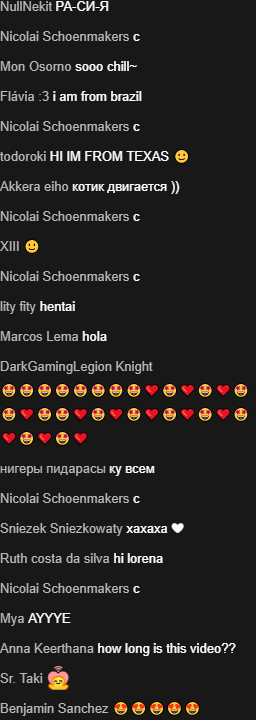 NullNekit РА-СИ-Я
Nicolai Schoenmakers c
Mon Osorno sooo chill~
Flávia :3 i am from brazil
Nicolai Schoenmakers c
todoroki HI IM FROM TEXAS 🙂
Akkera eiho котик двигается ))
Nicolai Schoenmakers c
XIII 🙂
Nicolai Schoenmakers c
lity fity hentai
Marcos Lema hola
DarkGamingLegion Knight
🤩🤩🤩🤩🤩🤩🤩🤩❤🤩❤🤩❤🤩
🤩❤🤩🤩❤🤩❤🤩❤🤩❤🤩❤🤩
❤🤩❤🤩❤
нигеры пидарасы ку всем
Nicolai Schoenmakers c
Sniezek Sniezkowaty xaxaxa 🤍
Ruth costa da silva hi lorena
Nicolai Schoenmakers c
Mya AYYYE
Anna Keerthana how long is this video??
Sr. Taki
Benjamin Sanchez 🤩🤩🤩🤩🤩